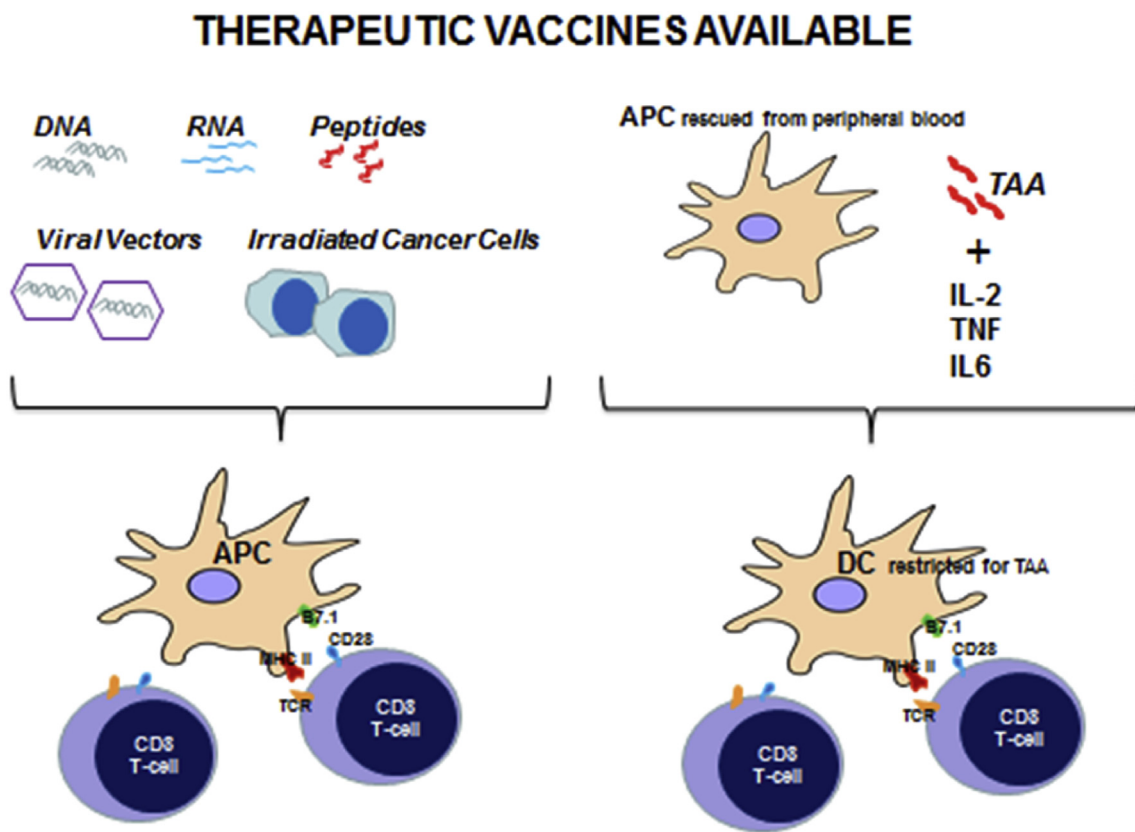 THERAPEUTIC VACCINES AVAILABLE
DNA
RNA
Peptides
Viral Vectors
Irradiated Cancer Cells
APC rescued from peripheral blood
TAA
+
IL-2
TNF
IL6
APC
B7.1
CD28
MHC II
TCR
CD8
T-cell
CD8
T-cell
DC restricted for TAA
B7.1
CD28
MHC II
TCR
CD8
T-cell
CD8
T-cell